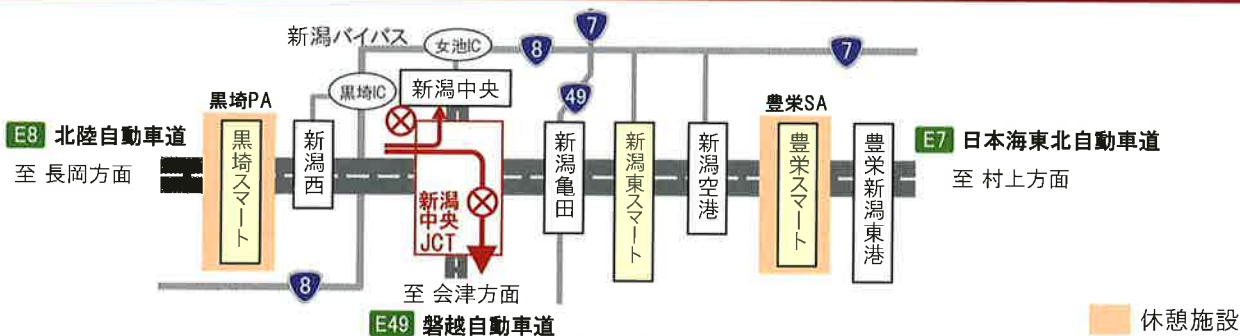 7
新潟バイパス
女池IC
8
7
黒埼IC
新潟中央
49
黒埼PA
豊栄SA
E8 北陸自動車道
至 長岡方面
黒埼スマート
新潟西
新潟中央JCT
新潟亀田
新潟東スマート
新潟空港
豊栄スマート
豊栄新潟東港
E7 日本海東北自動車道
至 村上方面
8
至 会津方面
E49 磐越自動車道
休憩施設